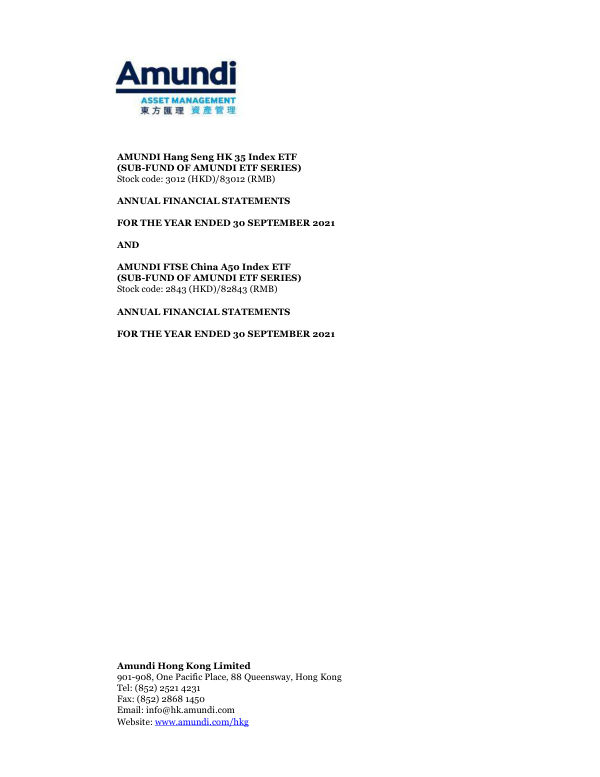 Amundi
ASSET MANAGEMENT
東方匯理 資產管理
AMUNDI Hang Seng HK 35 Index ETF
(SUB-FUND OF AMUNDI ETF SERIES)
Stock code: 3012 (HKD)/83012 (RMB)
ANNUAL FINANCIAL STATEMENTS
FOR THE YEAR ENDED 30 SEPTEMBER 2021
AND
AMUNDI FTSE China A50 Index ETF
(SUB-FUND OF AMUNDI ETF SERIES)
Stock code: 2843 (HKD)/82843 (RMB)
ANNUAL FINANCIAL STATEMENTS
FOR THE YEAR ENDED 30 SEPTEMBER 2021
Amundi Hong Kong Limited
901-908, One Pacific Place, 88 Queensway, Hong Kong
Tel: (852) 2521 4231
Fax: (852) 2868 1450
Email: info@hk.amundi.com
Website: www.amundi.com/hkg